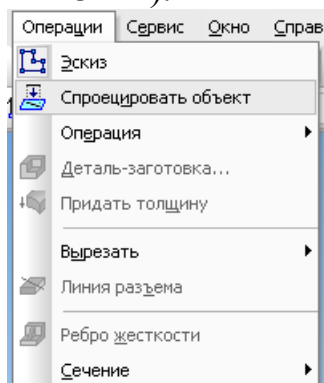 Операции Сервис Окно Справ
Эскиз
Спроецировать объект
Операция
Деталь-заготовка...
Придать толщину
Вырезать
Линия разъема
Ребро жесткости
Сечение